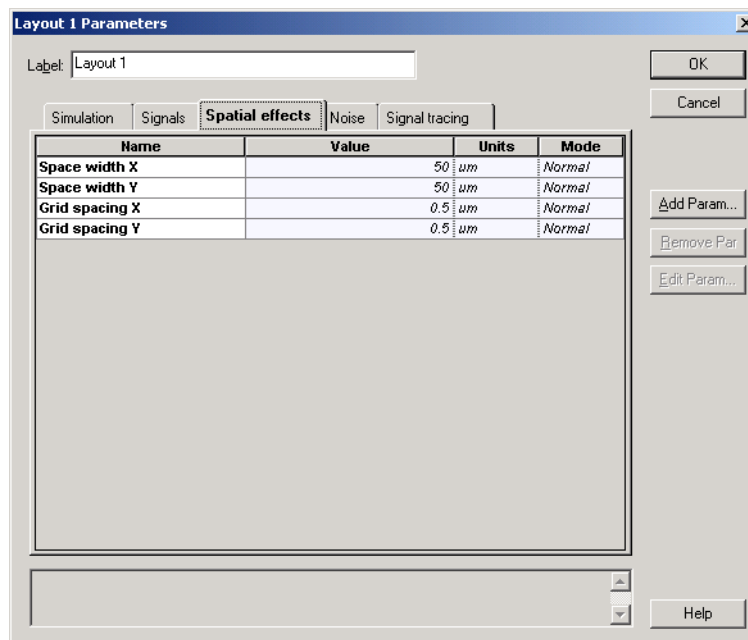 Layout 1 Parameters
Label: Layout 1
OK
Cancel
Simulation Signals Spatial effects Noise Signal tracing
Name Value Units Mode
Space width X 50 um Normal
Space width Y 50 um Normal
Grid spacing X 0.5 um Normal
Grid spacing Y 0.5 um Normal
Add Param...
Remove Par
Edit Param...
Help